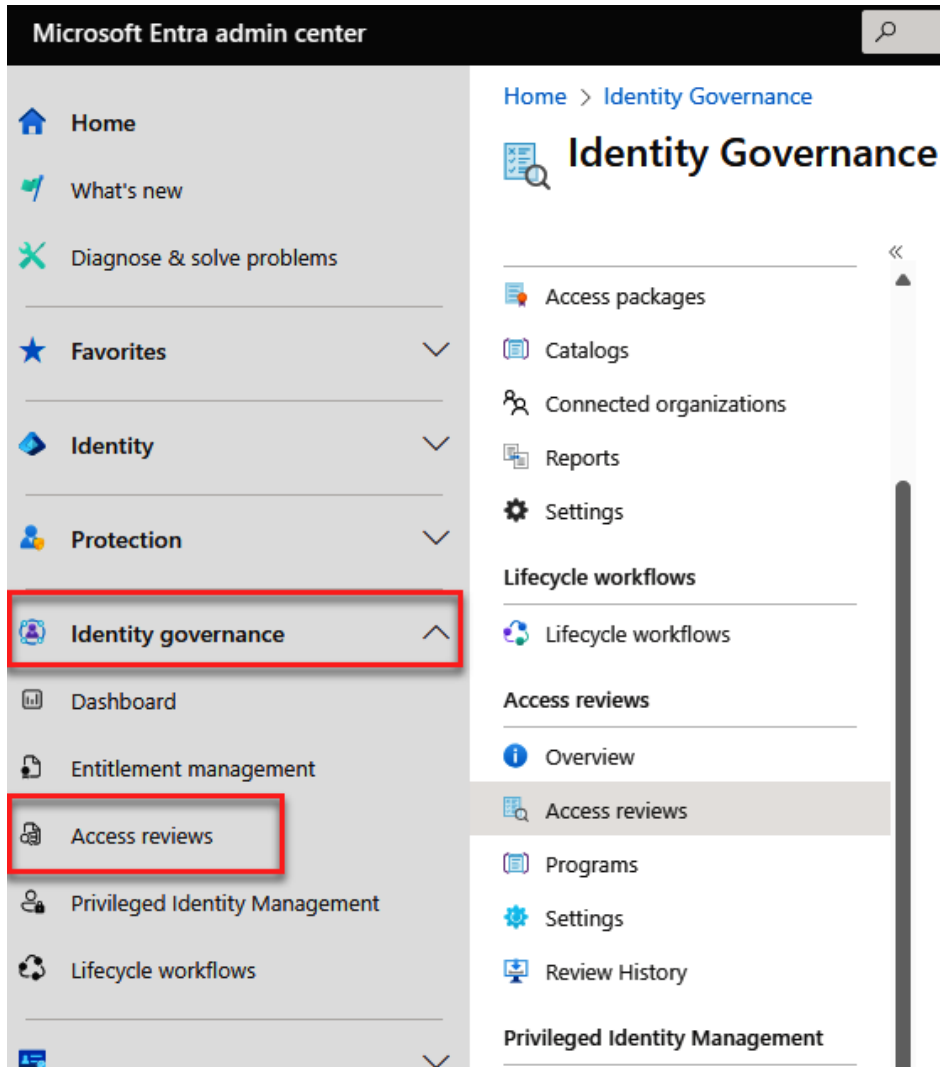 Microsoft Entra admin center
Home
What's new
Diagnose & solve problems
Favorites
Identity
Protection
Identity governance
Dashboard
Entitlement management
Access reviews
Privileged Identity Management
Lifecycle workflows
Home > Identity Governance
Identity Governance
Access packages
Catalogs
Connected organizations
Reports
Settings
Lifecycle workflows
Lifecycle workflows
Access reviews
Overview
Access reviews
Programs
Settings
Review History
Privileged Identity Management